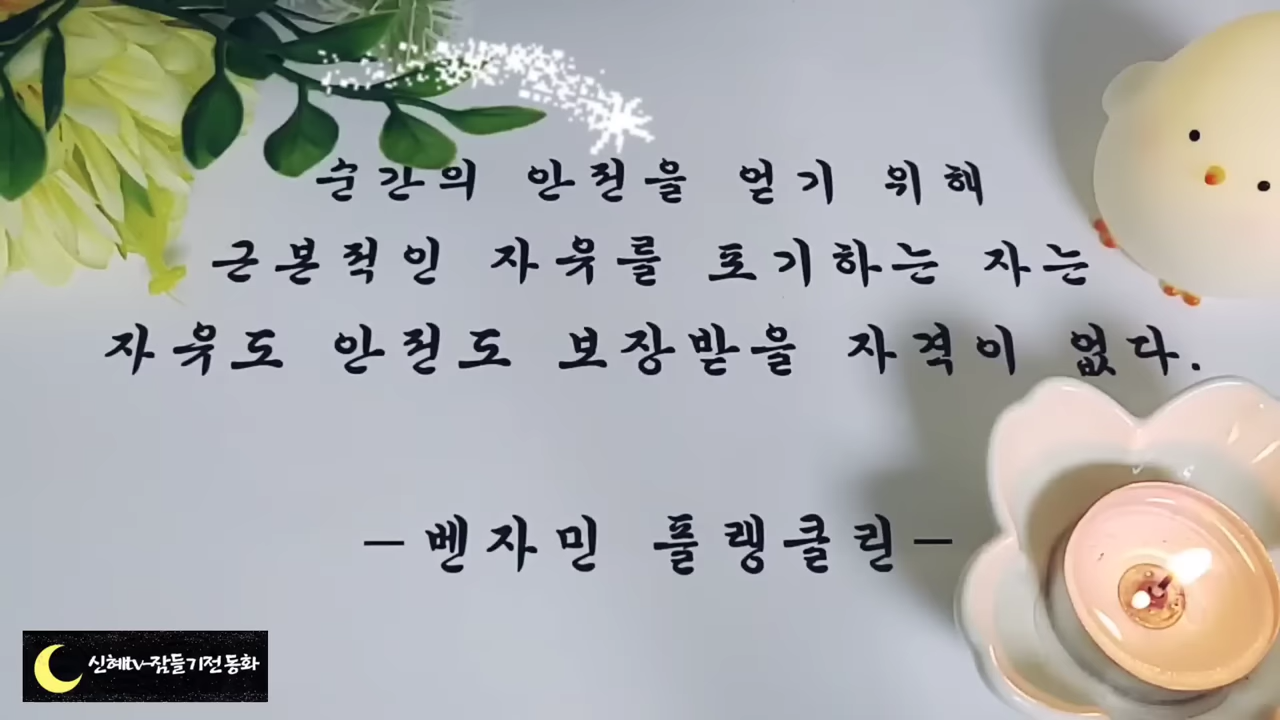 순간의 안전을 얻기 위해
근본적인 자유를 포기하는 자는
자유도 안전도 보장받을 자격이 없다.
-벤자민 플랭클린-
신혜tv-잠들기전동화